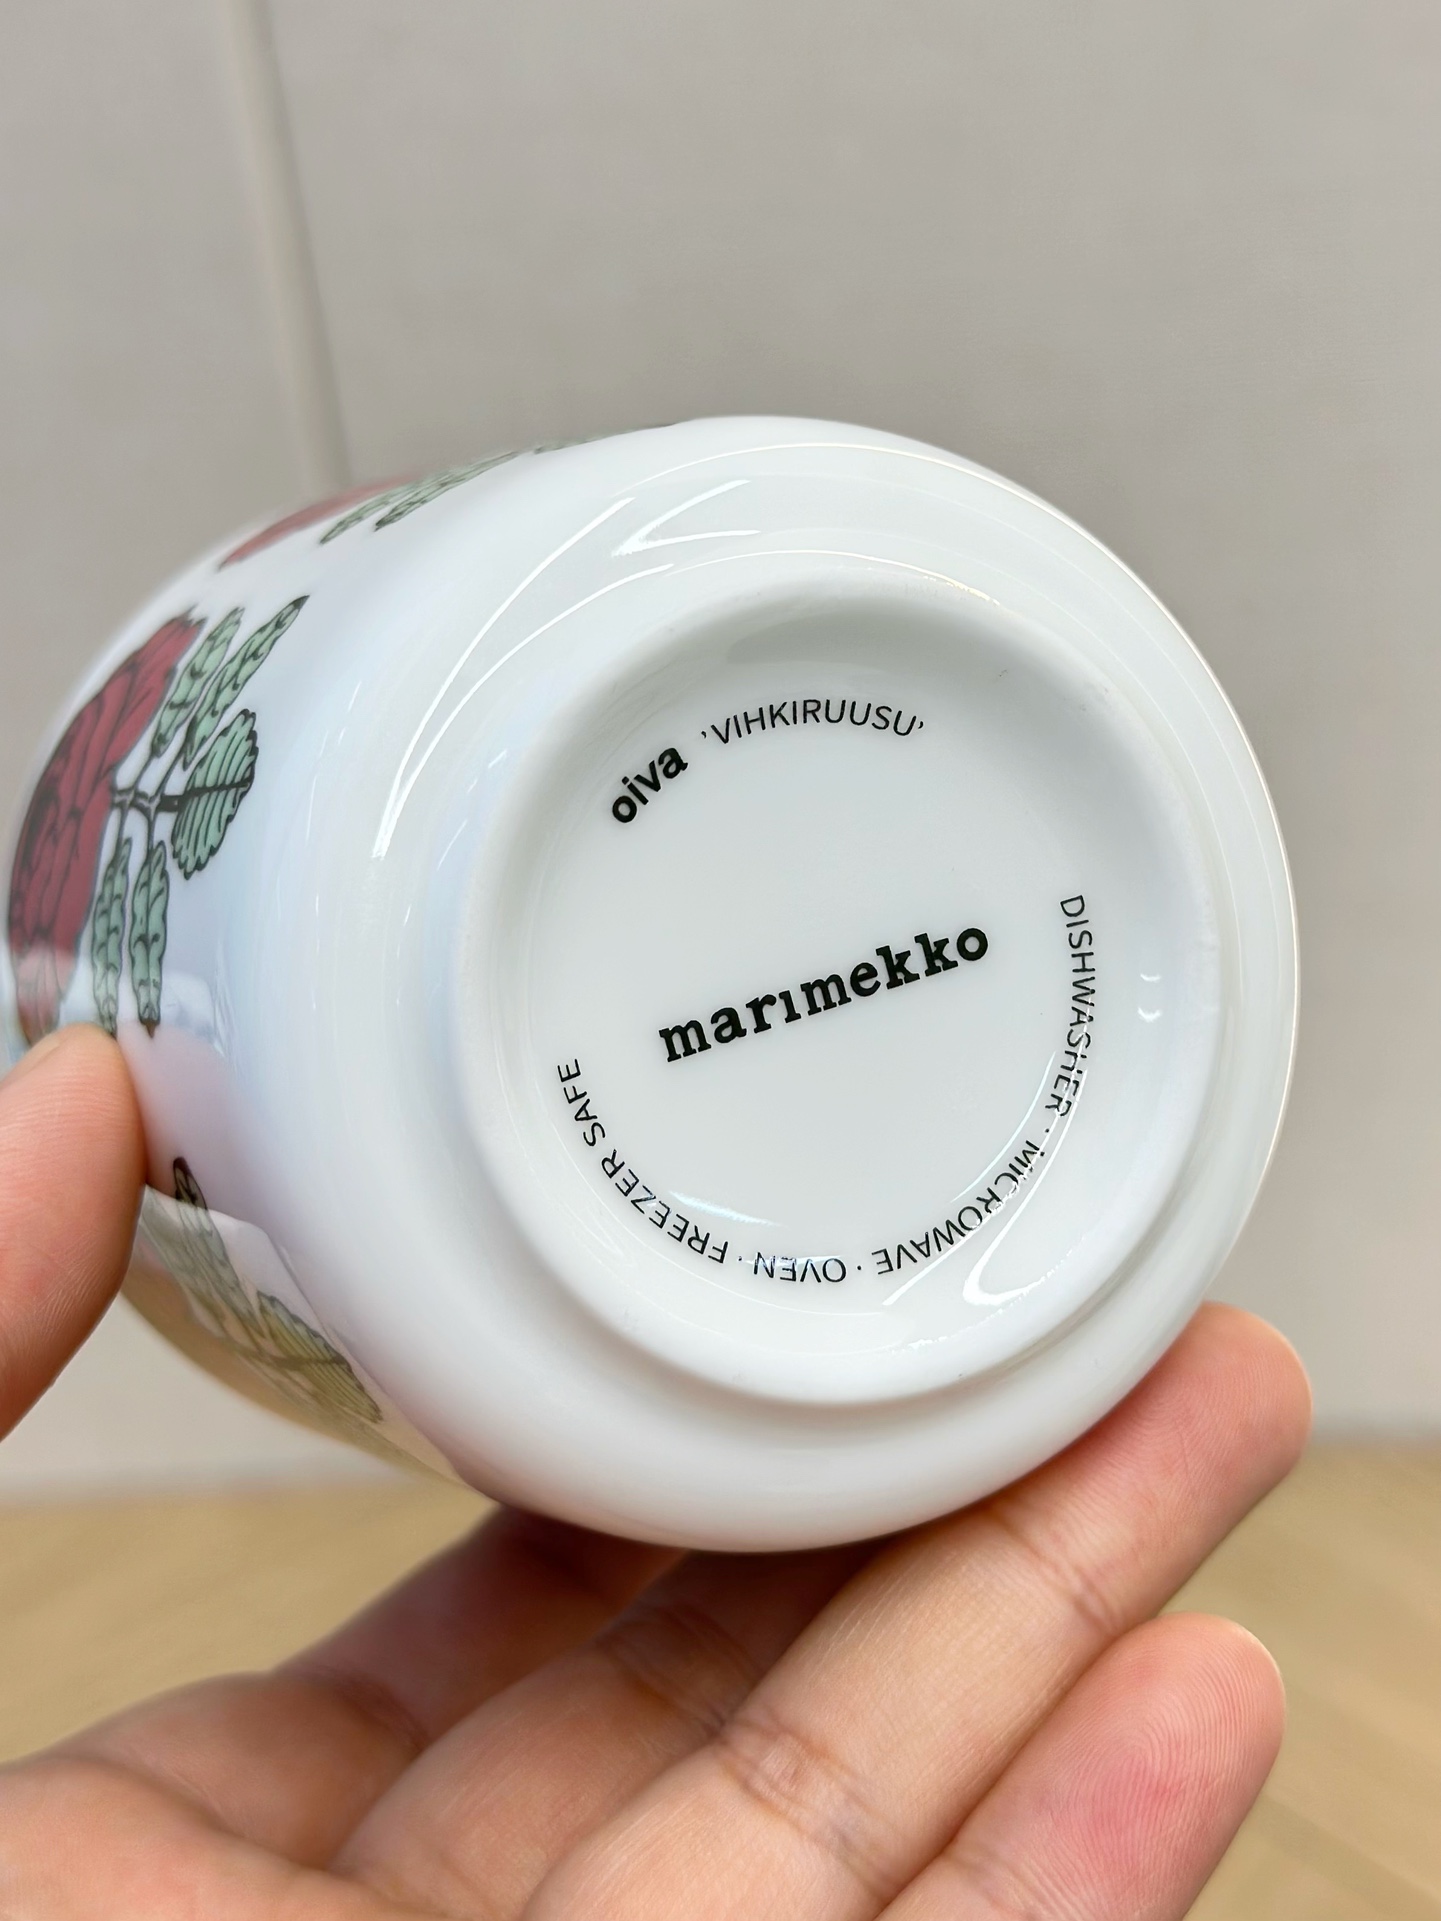 oiva 'VIHKIRUUSU'
marimekko
DISHWASHER · MICROWAVE · OVEN · FREEZER SAFE